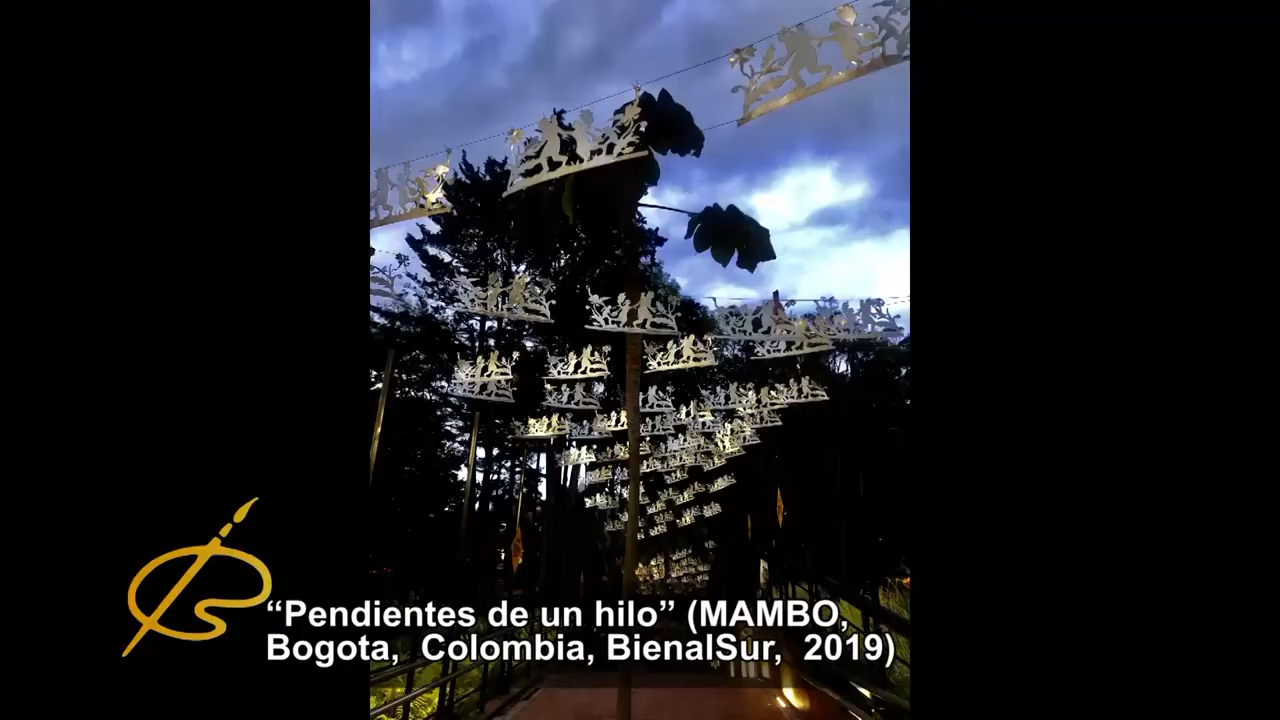 “Pendientes de un hilo” (MAMBO,
Bogota, Colombia, BienalSur, 2019)